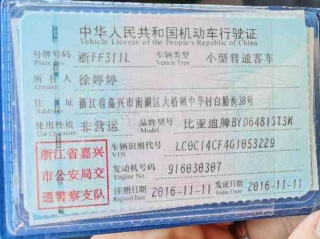 中华人民共和国机动车行驶证
Vehicle License of the People's Republic of China
号牌号码 浙FF311L 车辆类型 小型普通客车
Plate No. Vehicle Type
所有人 徐婷婷
Owner
住址 浙江省嘉兴市南湖区大桥镇中华村
Address
使用性质 非营运 品牌型号 比亚迪牌BYD6481STSM
Use Character Model
浙江省嘉兴市公安局交通警察支队
车辆识别代号 LC0C14CF4G1053229
VIN
发动机号码 916030307
Engine No.
注册日期 2016-11-11 发证日期 2016-11-11
Register Date Issue Date